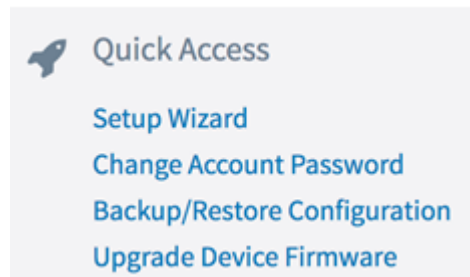 Quick Access
Setup Wizard
Change Account Password
Backup/Restore Configuration
Upgrade Device Firmware